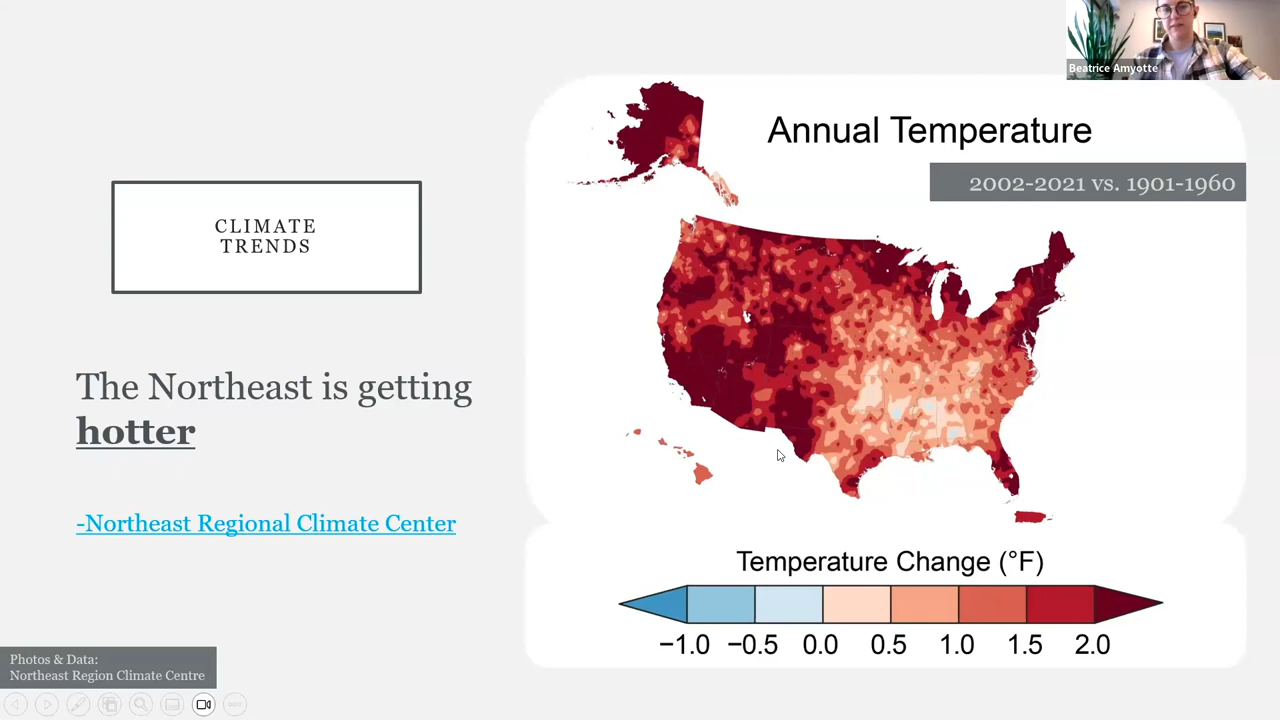 Beatrice Amyotte
CLIMATE
TRENDS
The Northeast is getting
hotter
-Northeast Regional Climate Center
Photos & Data:
Northeast Region Climate Centre
Annual Temperature
2002-2021 vs. 1901-1960
Temperature Change (°F)
−1.0 −0.5 0.0 0.5 1.0 1.5 2.0